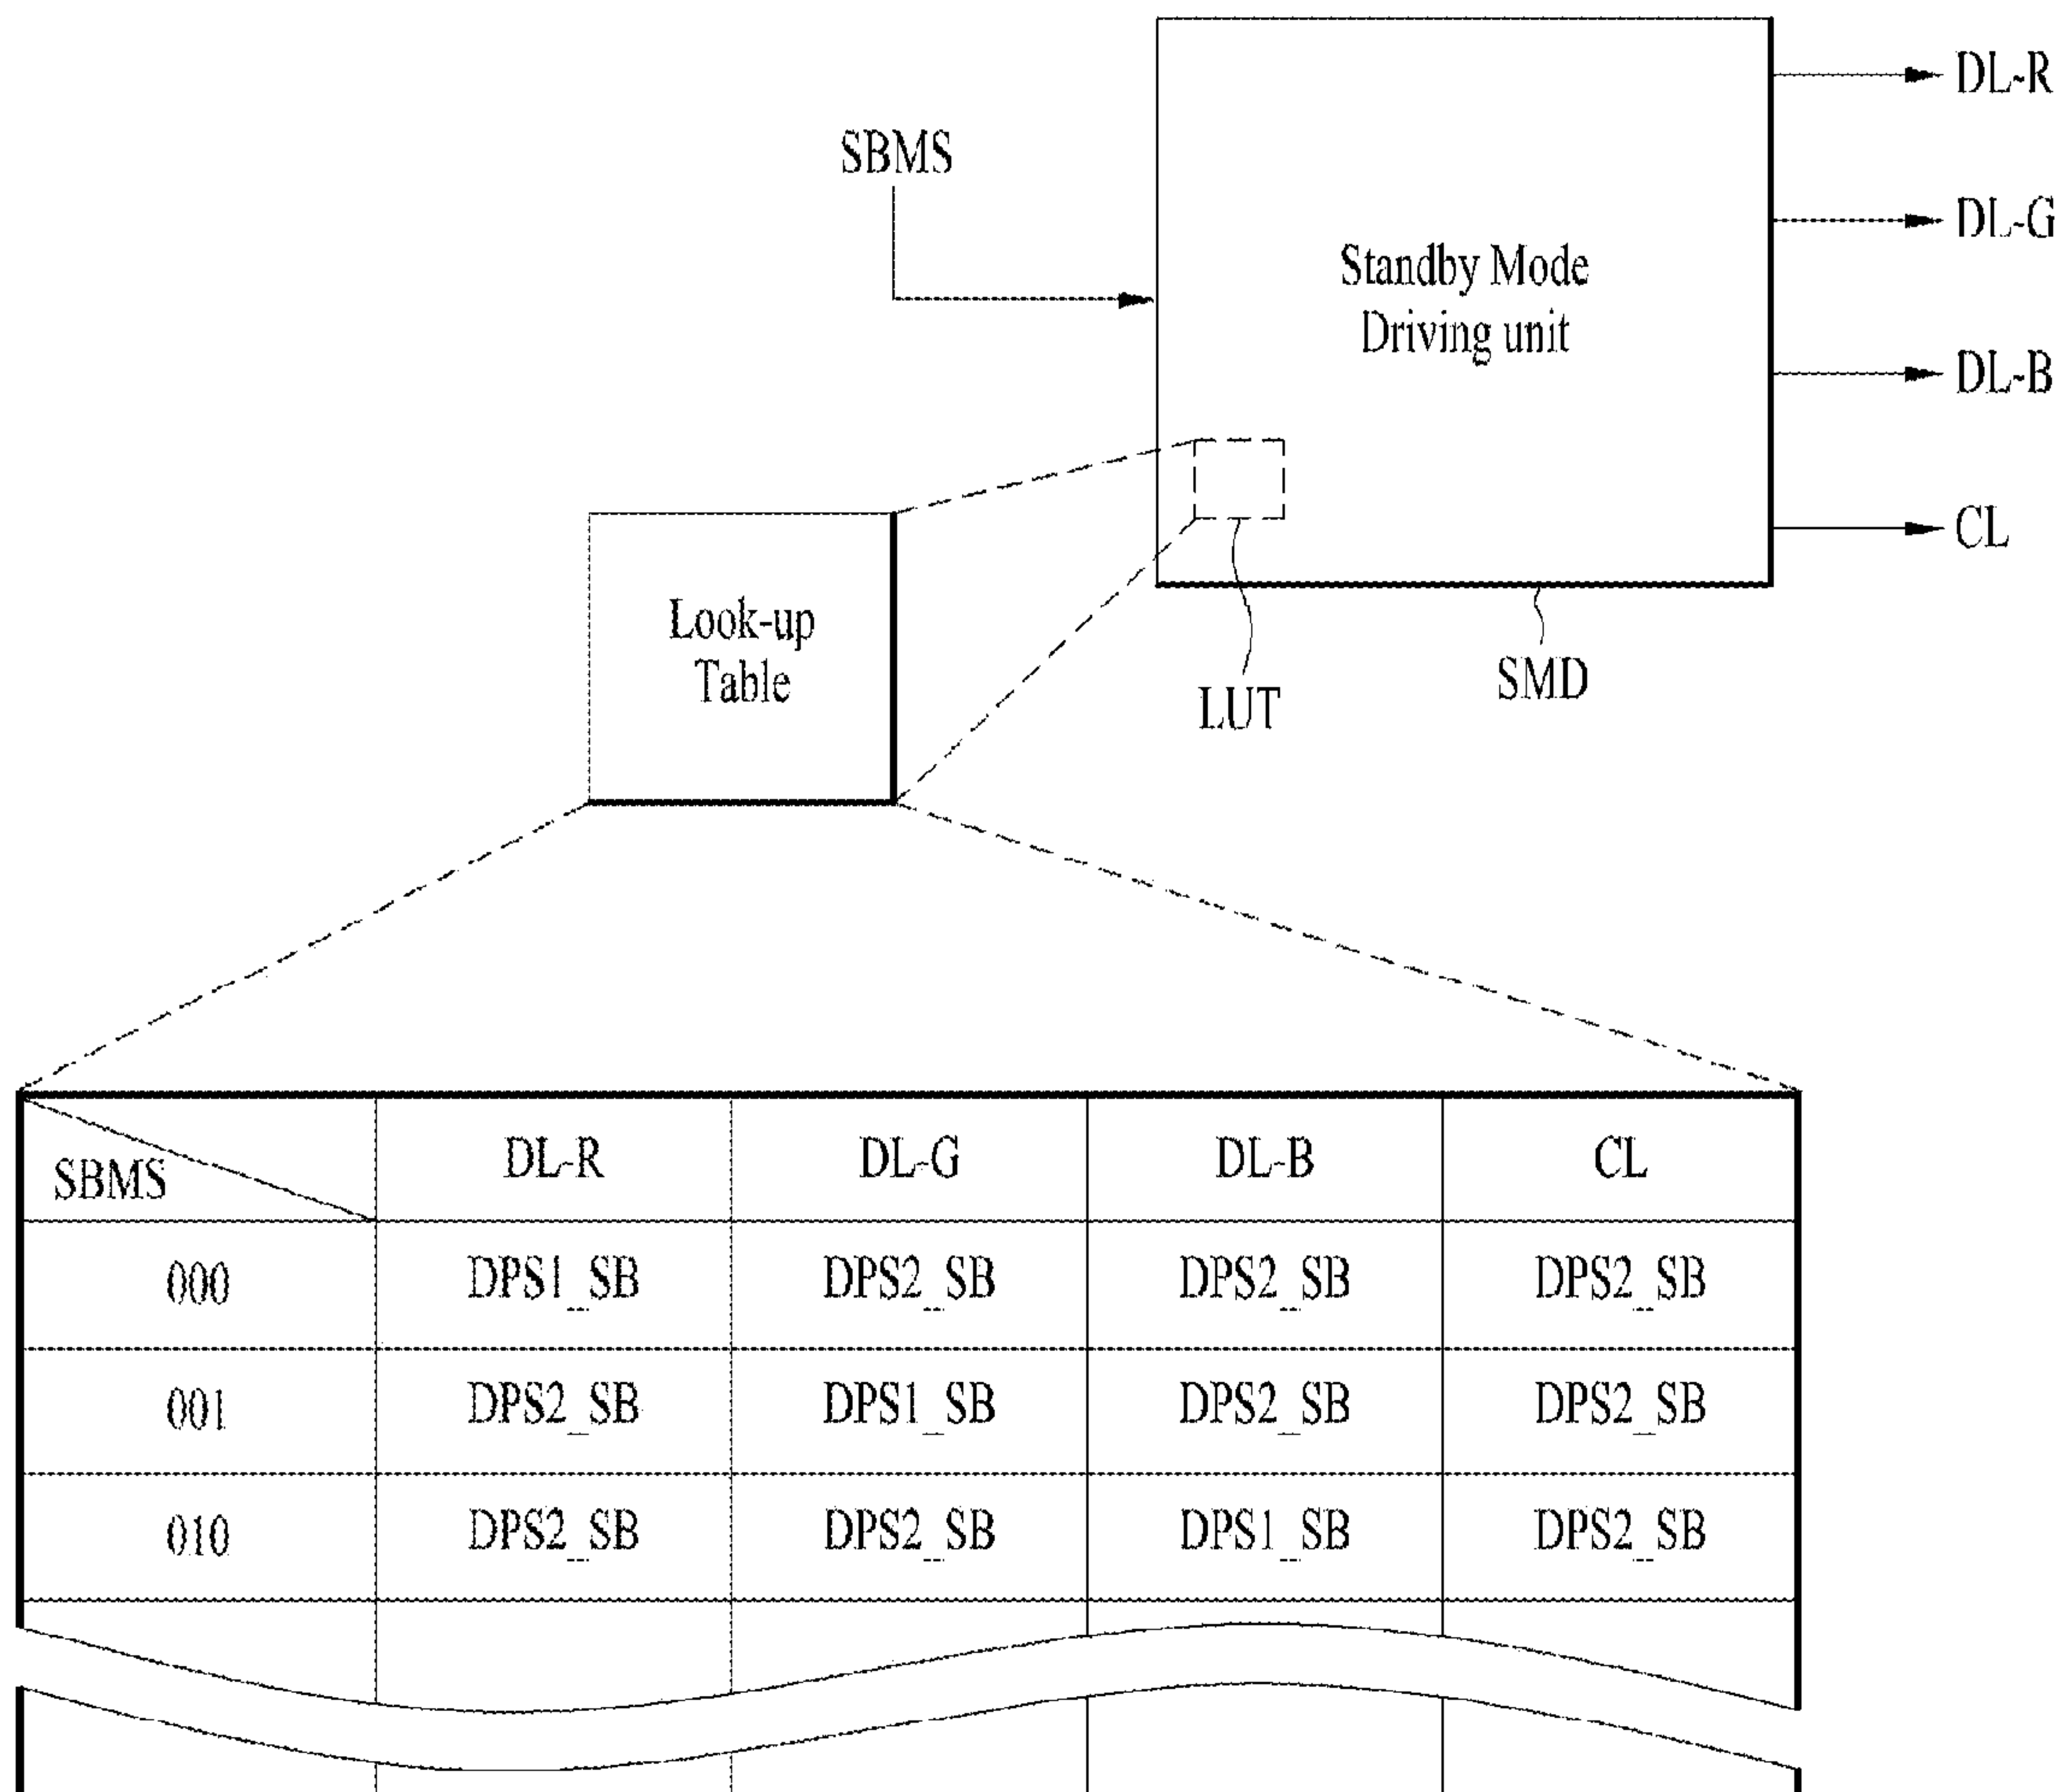 DL-R
SBMS
DL-G
Standby Mode
Driving unit
DL-B
CL
Look-up
Table
LUT
SMD
SBMS DL-R DL-G DL-B CL
000 DPS1_SB DPS2_SB DPS2_SB DPS2_SB
001 DPS2_SB DPS1_SB DPS2_SB DPS2_SB
010 DPS2_SB DPS2_SB DPS1_SB DPS2_SB